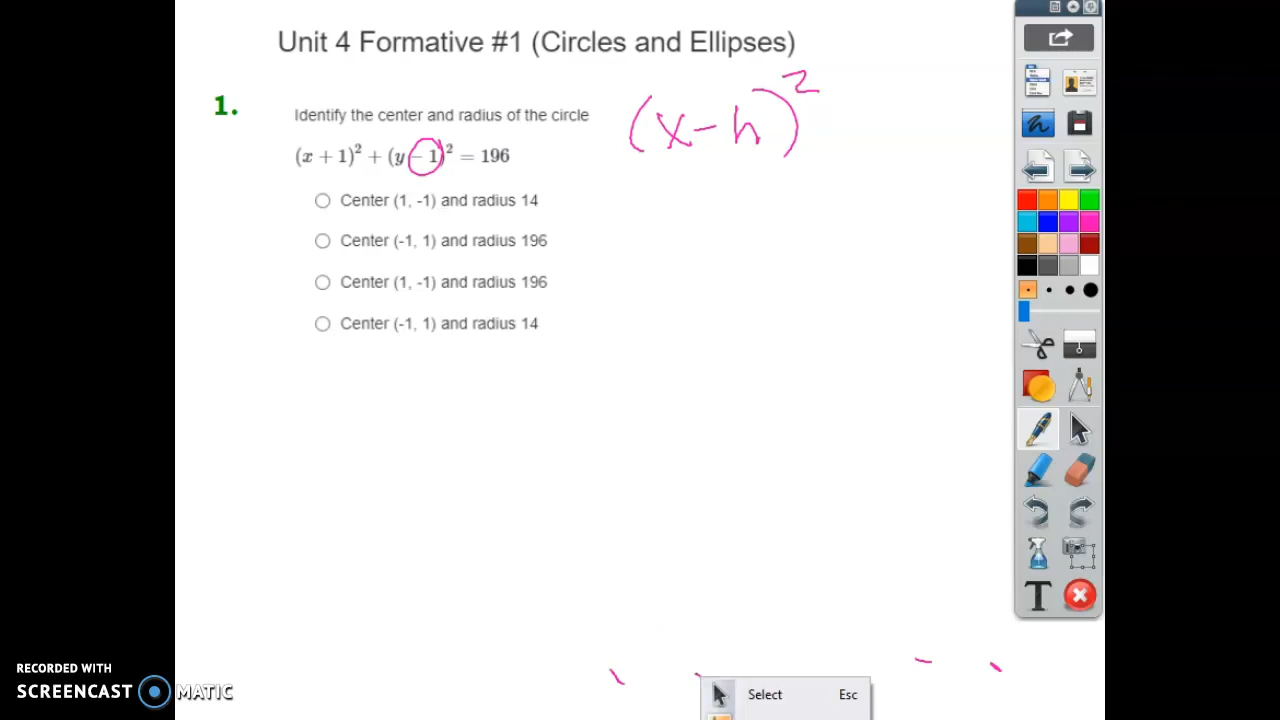 Unit 4 Formative #1 (Circles and Ellipses)
1.
Identify the center and radius of the circle
(x + 1)² + (y − 1)² = 196
(x − h)²
Center (1, -1) and radius 14
Center (-1, 1) and radius 196
Center (1, -1) and radius 196
Center (-1, 1) and radius 14
T
RECORDED WITH
SCREENCAST MATIC
Select Esc